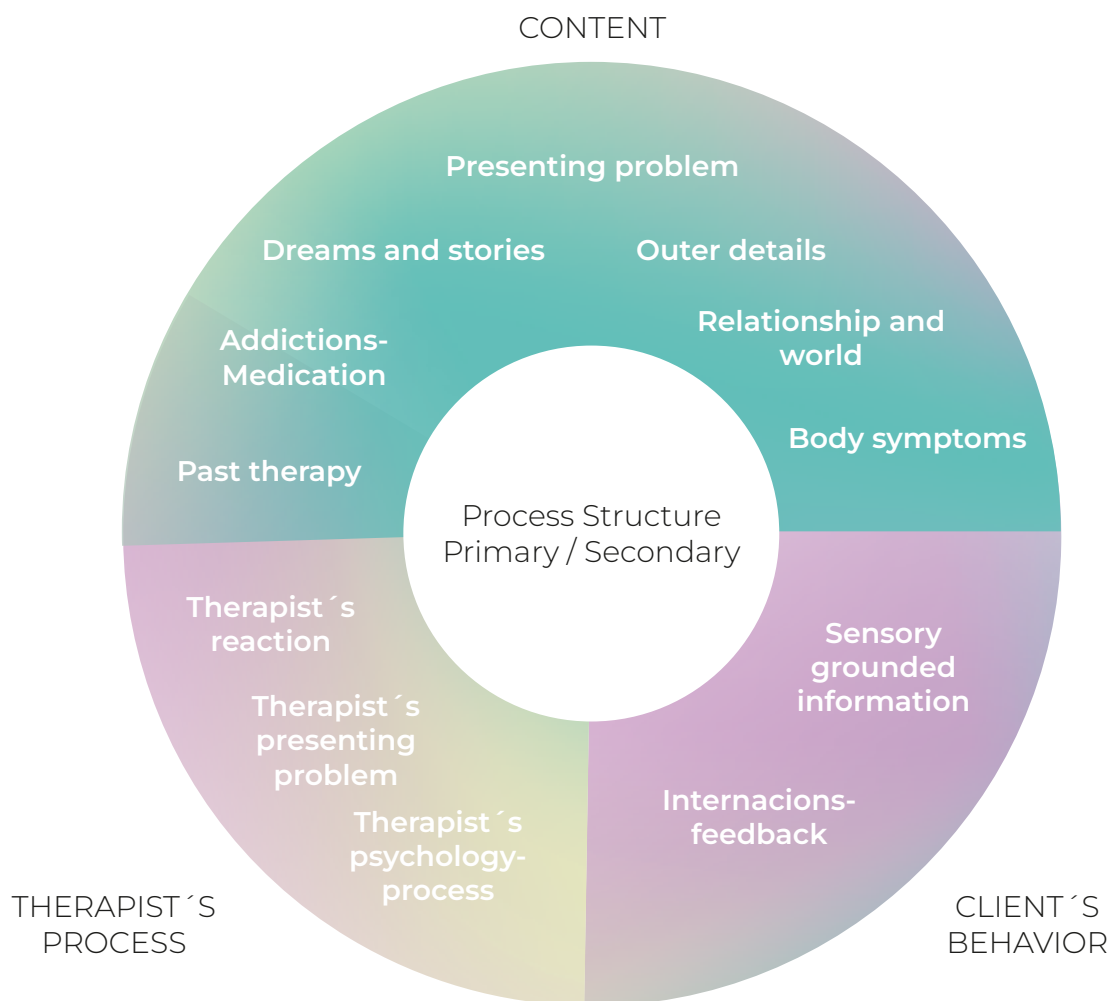 CONTENT
Presenting problem
Dreams and stories
Outer details
Relationship and
world
Addictions-
Medication
Body symptoms
Past therapy
Process Structure
Primary / Secondary
Therapist´s
reaction
Therapist´s
presenting
problem
Therapist´s
psychology-
process
Sensory
grounded
information
Internacions-
feedback
THERAPIST´S
PROCESS
CLIENT´S
BEHAVIOR